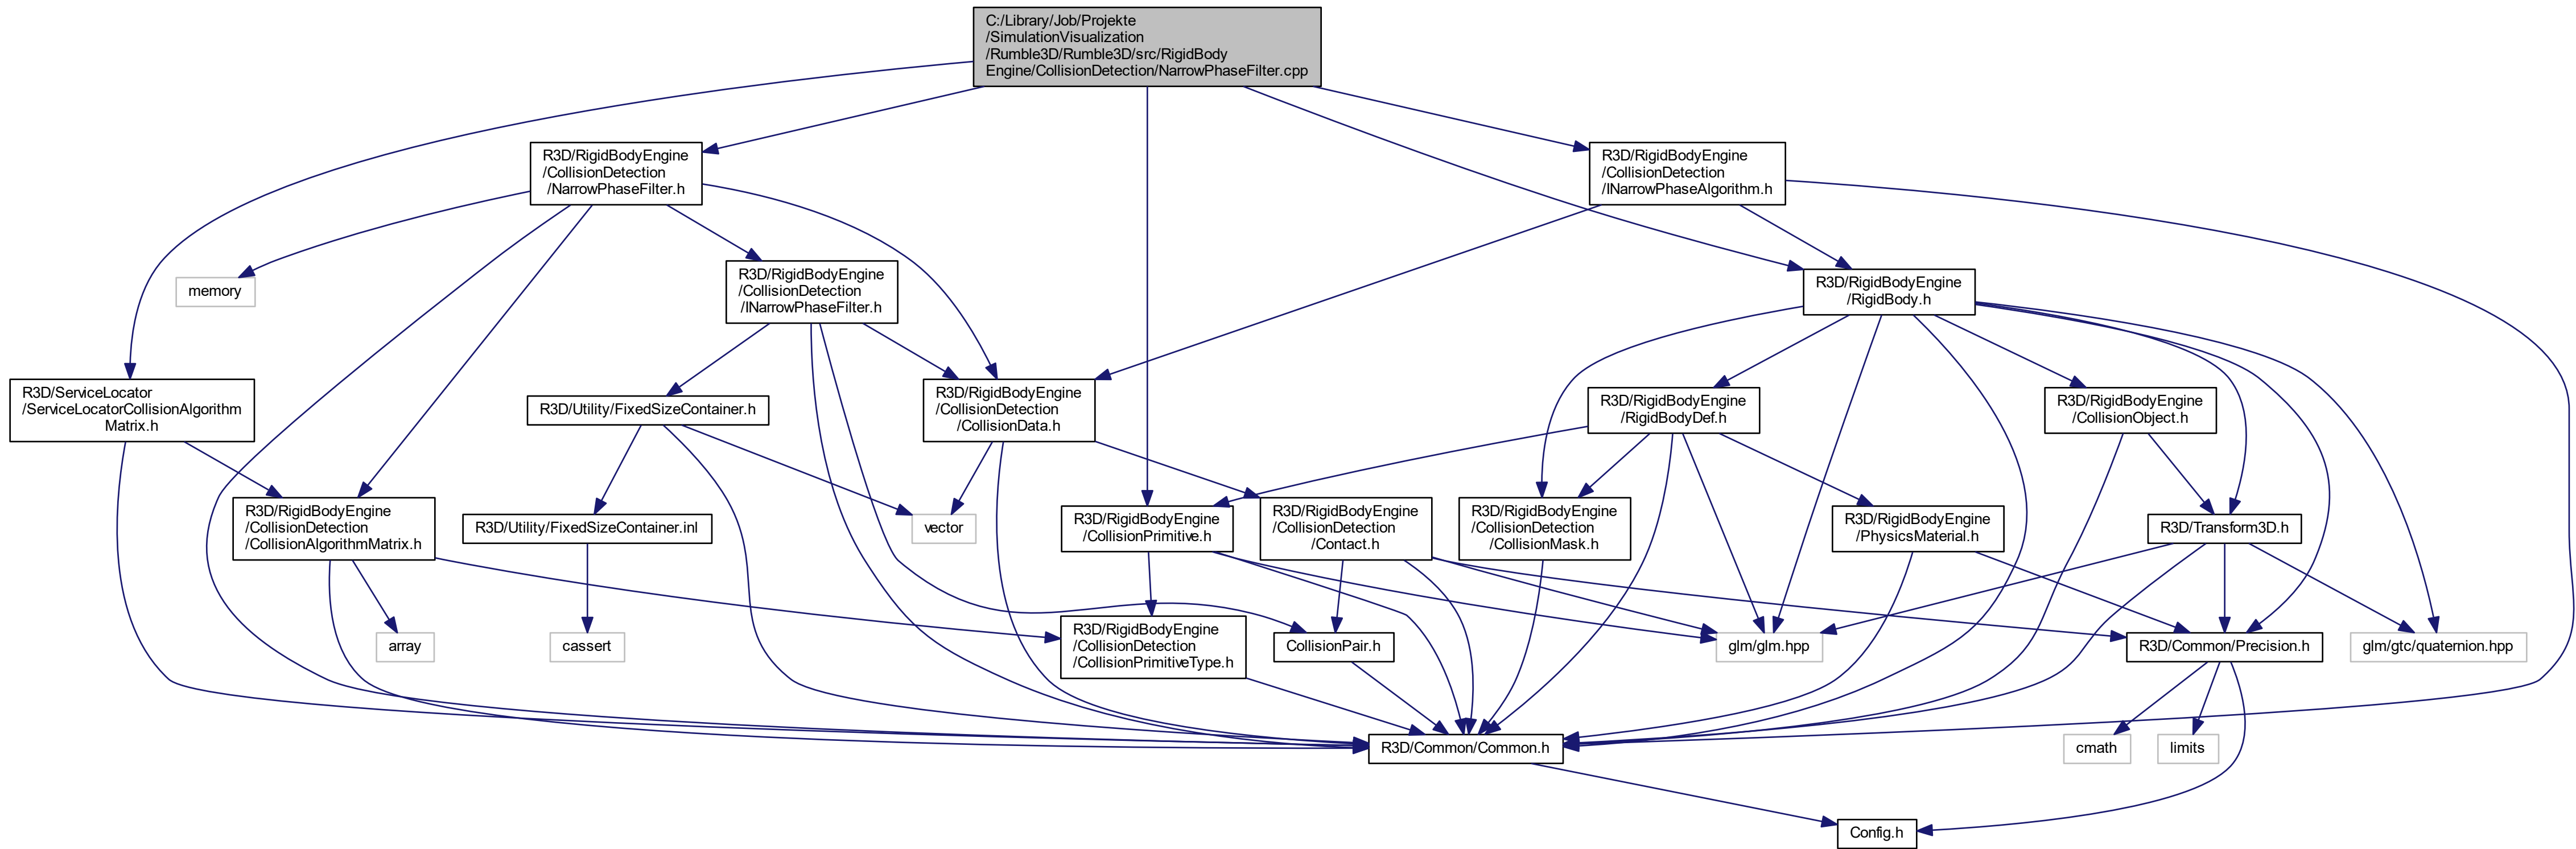 C:/Library/Job/Projekte
/SimulationVisualization
/Rumble3D/Rumble3D/src/RigidBody
Engine/CollisionDetection/NarrowPhaseFilter.cpp
R3D/RigidBodyEngine
/CollisionDetection
/NarrowPhaseFilter.h
R3D/RigidBodyEngine
/CollisionDetection
/INarrowPhaseAlgorithm.h
memory
R3D/RigidBodyEngine
/CollisionDetection
/INarrowPhaseFilter.h
R3D/RigidBodyEngine
/RigidBody.h
R3D/ServiceLocator
/ServiceLocatorCollisionAlgorithm
Matrix.h
R3D/Utility/FixedSizeContainer.h
R3D/RigidBodyEngine
/CollisionDetection
/CollisionData.h
R3D/RigidBodyEngine
/RigidBodyDef.h
R3D/RigidBodyEngine
/CollisionObject.h
R3D/RigidBodyEngine
/CollisionDetection
/CollisionAlgorithmMatrix.h
R3D/Utility/FixedSizeContainer.inl
vector
R3D/RigidBodyEngine
/CollisionPrimitive.h
R3D/RigidBodyEngine
/CollisionDetection
/Contact.h
R3D/RigidBodyEngine
/CollisionDetection
/CollisionMask.h
R3D/RigidBodyEngine
/PhysicsMaterial.h
R3D/Transform3D.h
array
cassert
R3D/RigidBodyEngine
/CollisionDetection
/CollisionPrimitiveType.h
CollisionPair.h
glm/glm.hpp
R3D/Common/Precision.h
glm/gtc/quaternion.hpp
R3D/Common/Common.h
cmath
limits
Config.h